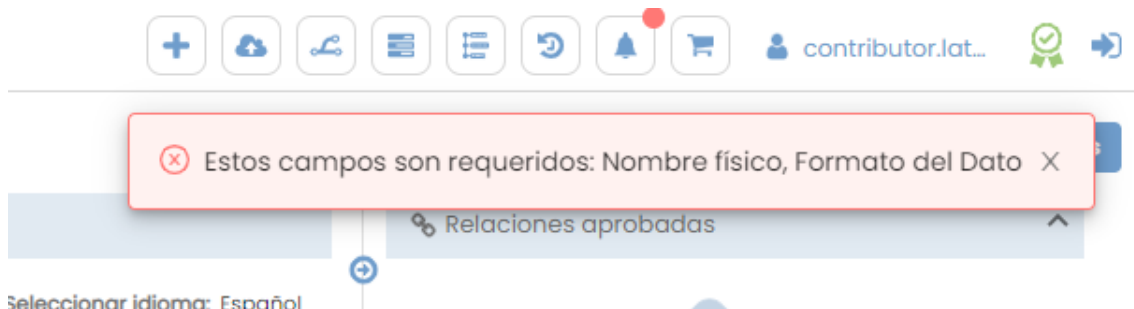 contributor.lat...
Estos campos son requeridos: Nombre físico, Formato del Dato X
Relaciones aprobadas
Seleccionar idioma: Español